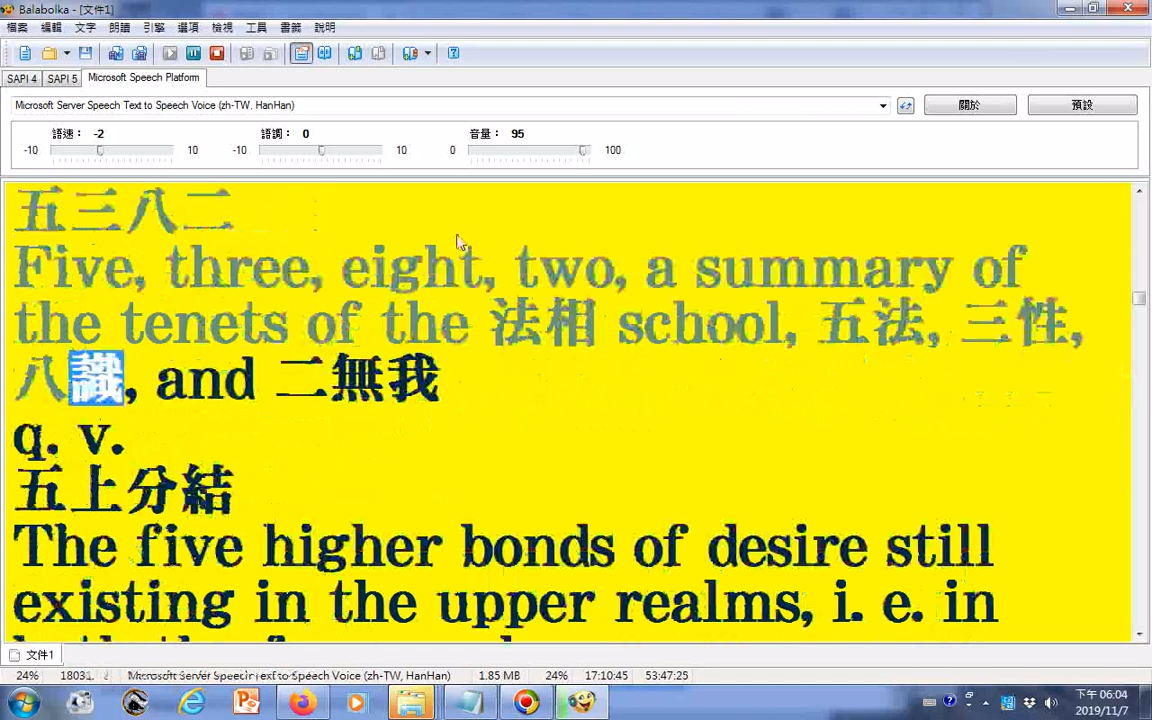 Balabolka - [文件1]
檔案 編輯 文字 朗讀 引擎 選項 檢視 工具 書籤 說明
SAPI 4 SAPI 5 Microsoft Speech Platform
Microsoft Server Speech Text to Speech Voice (zh-TW, HanHan)
關於 預設
語速： -2 語調： 0 音量： 95
-10 10 -10 10 0 100
五三八二
Five, three, eight, two, a summary of
the tenets of the 法相 school, 五法, 三性,
八識, and 二無我
q. v.
五上分結
The five higher bonds of desire still
existing in the upper realms, i. e. in
文件1
24% Microsoft Server Speech Text to Speech Voice (zh-TW, HanHan) 1.85 MB 24% 17:10:45 53:47:25
下午 06:04
2019/11/7